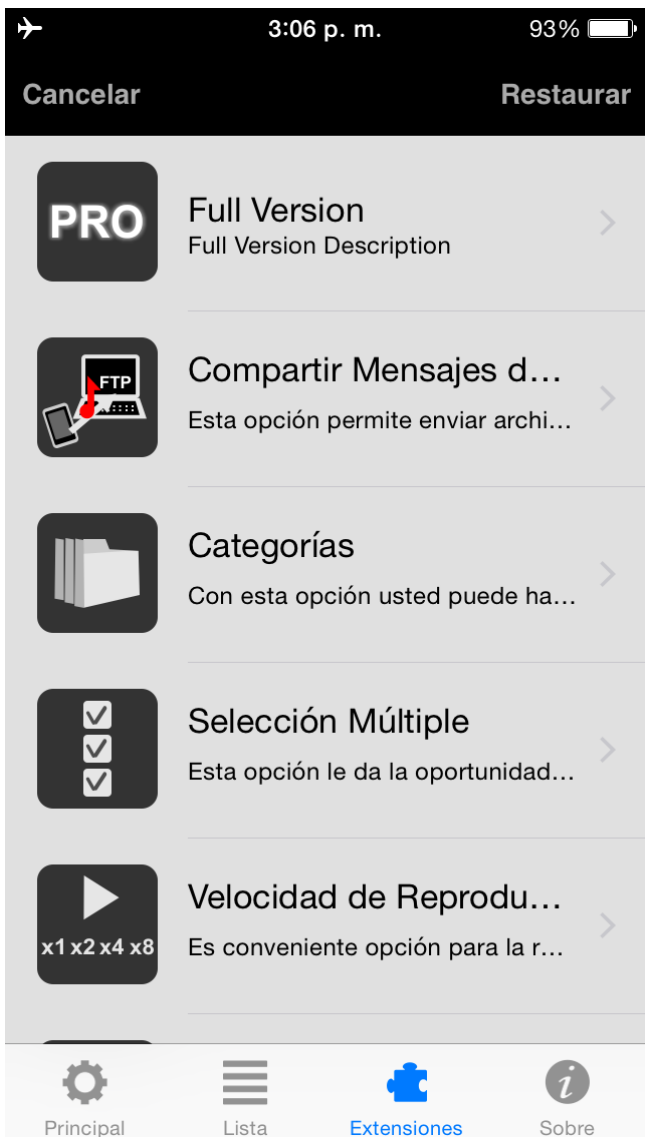 3:06 p. m.
93%
Cancelar
Restaurar
PRO
Full Version
Full Version Description
FTP
Compartir Mensajes d...
Esta opción permite enviar archi...
Categorías
Con esta opción usted puede ha...
Selección Múltiple
Esta opción le da la oportunidad...
x1 x2 x4 x8
Velocidad de Reprodu...
Es conveniente opción para la r...
Principal
Lista
Extensiones
Sobre